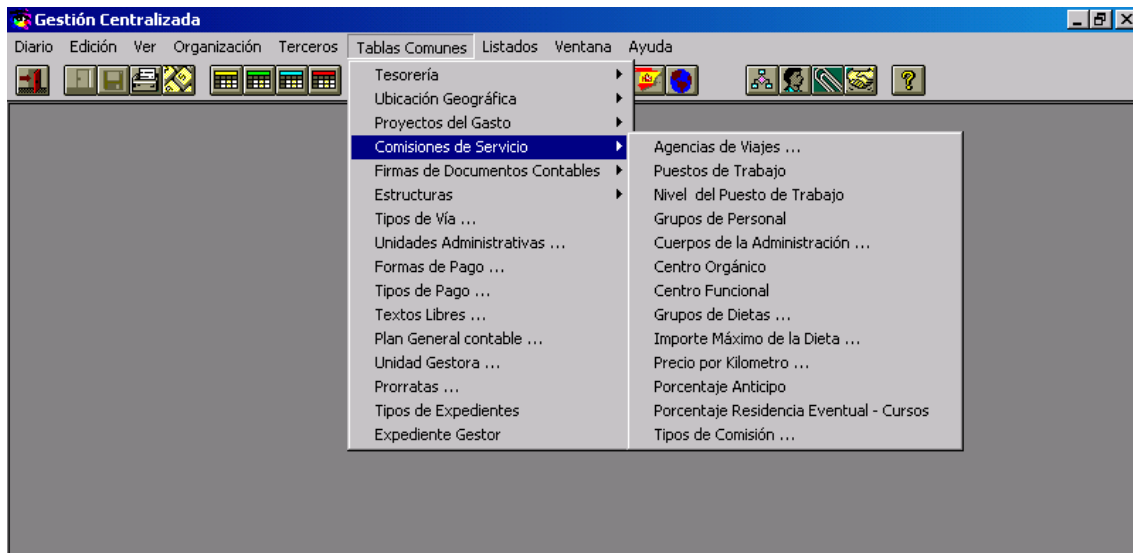 Gestión Centralizada
Diario Edición Ver Organización Terceros Tablas Comunes Listados Ventana Ayuda
Tesorería
Ubicación Geográfica
Proyectos del Gasto
Comisiones de Servicio
Firmas de Documentos Contables
Estructuras
Tipos de Vía ...
Unidades Administrativas ...
Formas de Pago ...
Tipos de Pago ...
Textos Libres ...
Plan General contable ...
Unidad Gestora ...
Prorratas ...
Tipos de Expedientes
Expediente Gestor
Agencias de Viajes ...
Puestos de Trabajo
Nivel del Puesto de Trabajo
Grupos de Personal
Cuerpos de la Administración ...
Centro Orgánico
Centro Funcional
Grupos de Dietas ...
Importe Máximo de la Dieta ...
Precio por Kilometro ...
Porcentaje Anticipo
Porcentaje Residencia Eventual - Cursos
Tipos de Comisión ...